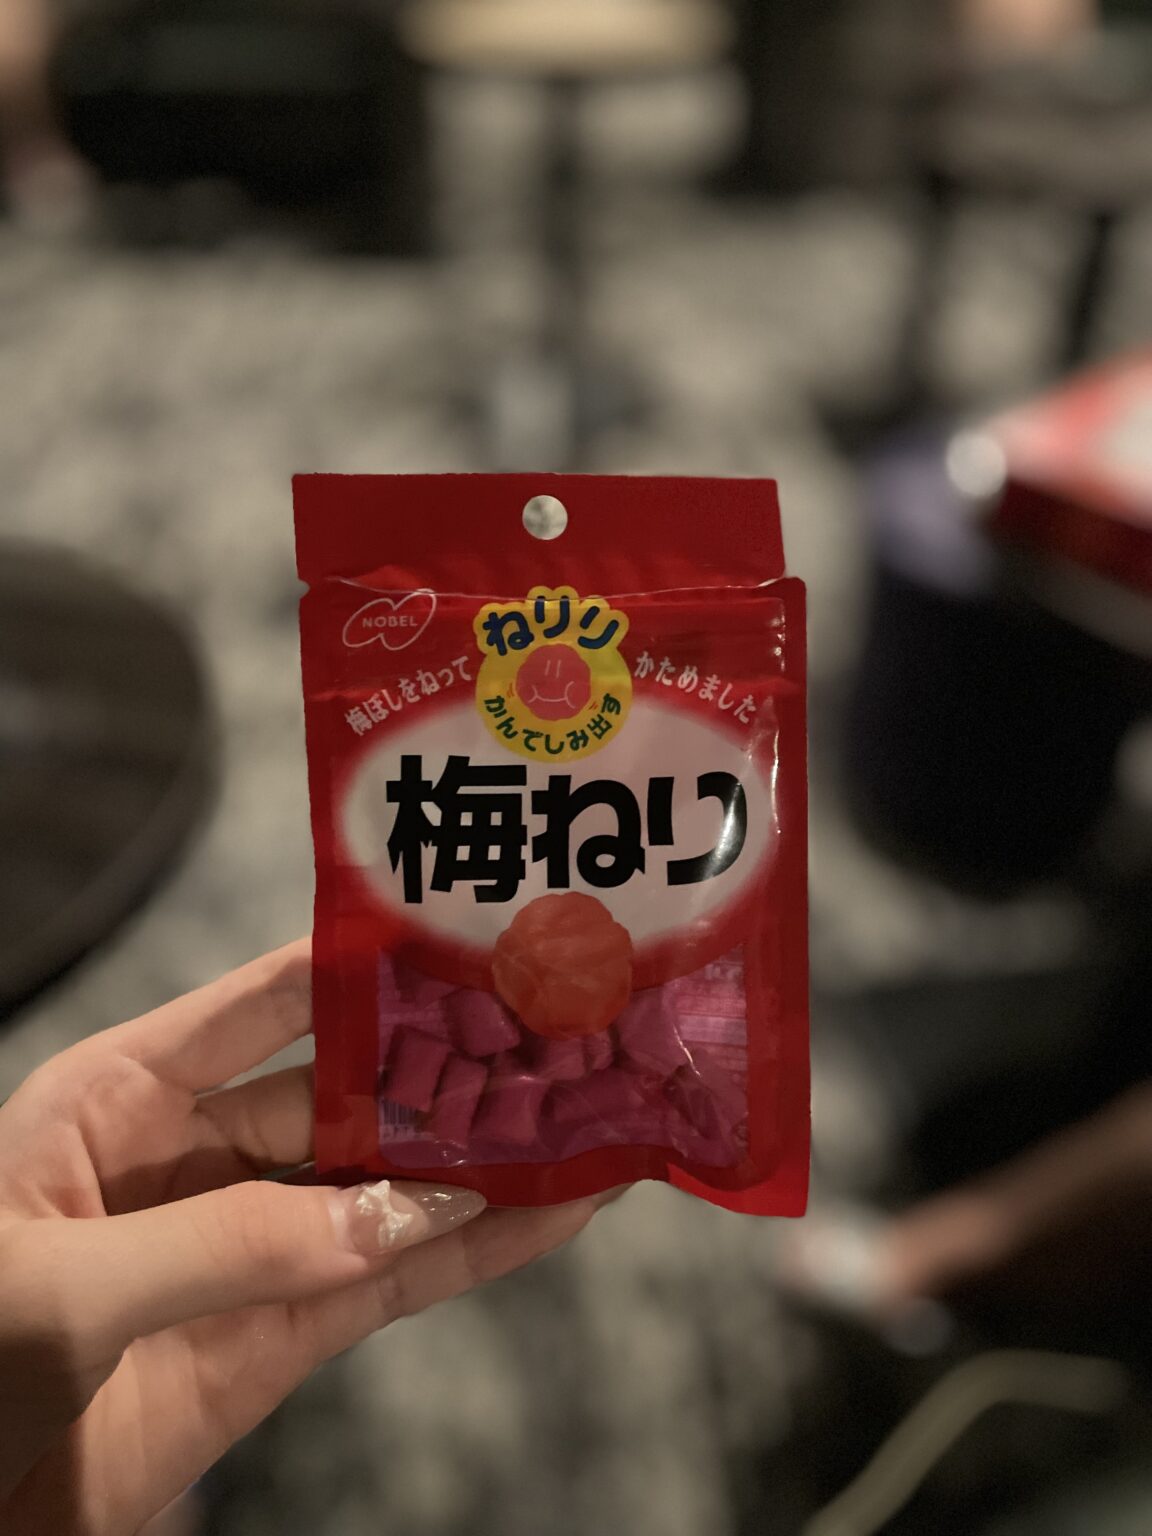 NOBEL
ねりり
梅ぼしをねって かためました
かんでしみ出す
梅ねり